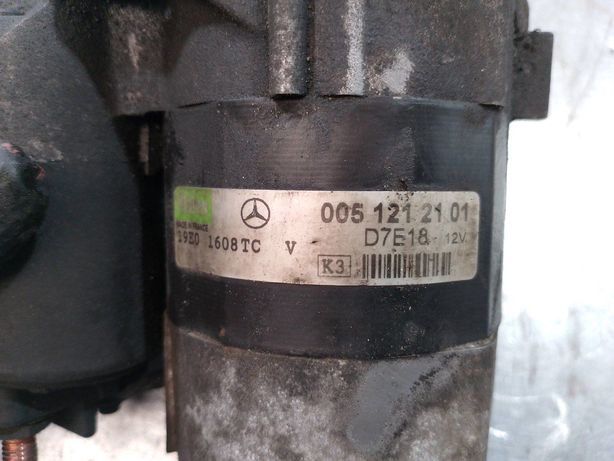 005 121 21 01
MADE IN FRANCE
D7E18 12V
19E0 1608TC V
K3